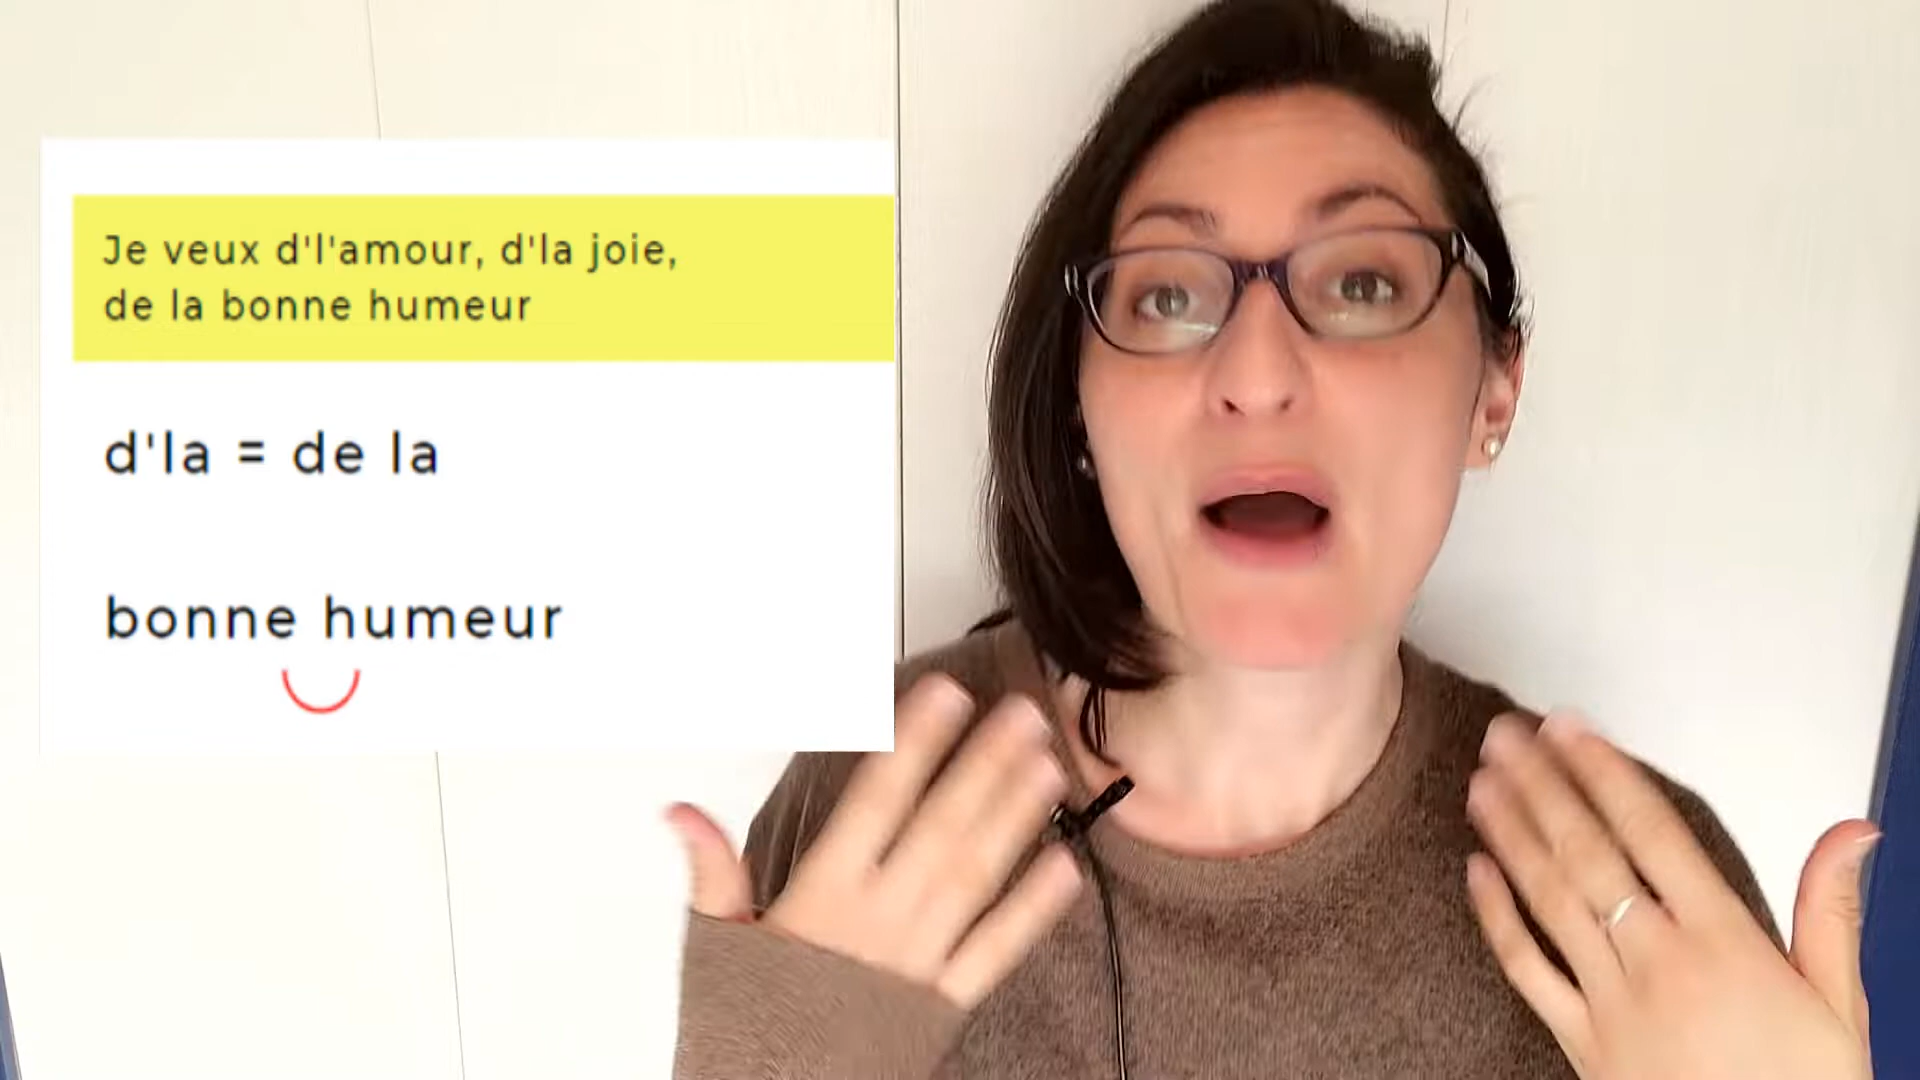 Je veux d'l'amour, d'la joie,
de la bonne humeur
d'la = de la
bonne humeur